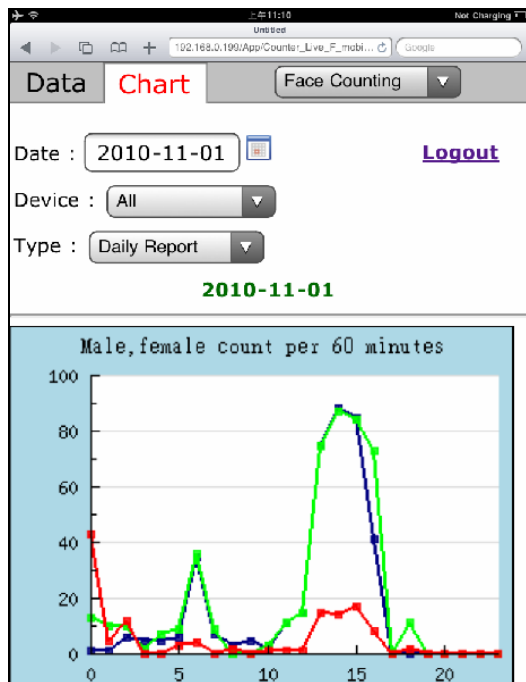 上午11:10 Not Charging
Untitled
192.168.0.199/App/Counter_Live_F_mobi... Google
Data Chart Face Counting
Date : 2010-11-01 Logout
Device : All
Type : Daily Report
2010-11-01
Male,female count per 60 minutes
100
80
60
40
20
0
0 5 10 15 20